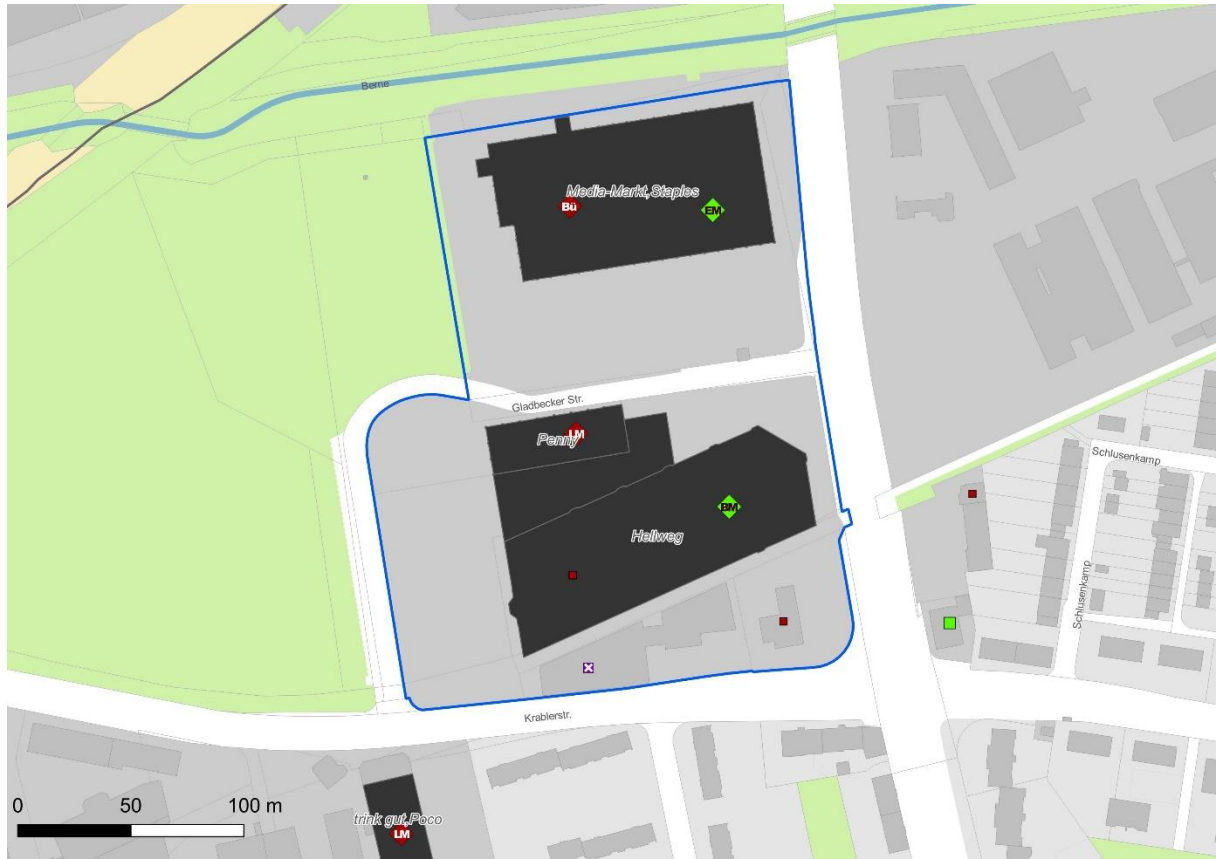 Berne
Media-Markt,Staples
Bü
EM
Gladbecker Str.
LM
Penny
Schlusenkamp
BM
Hellweg
Schlusenkamp
Krablerstr.
0 50 100 m
trink gut,Poco
LM